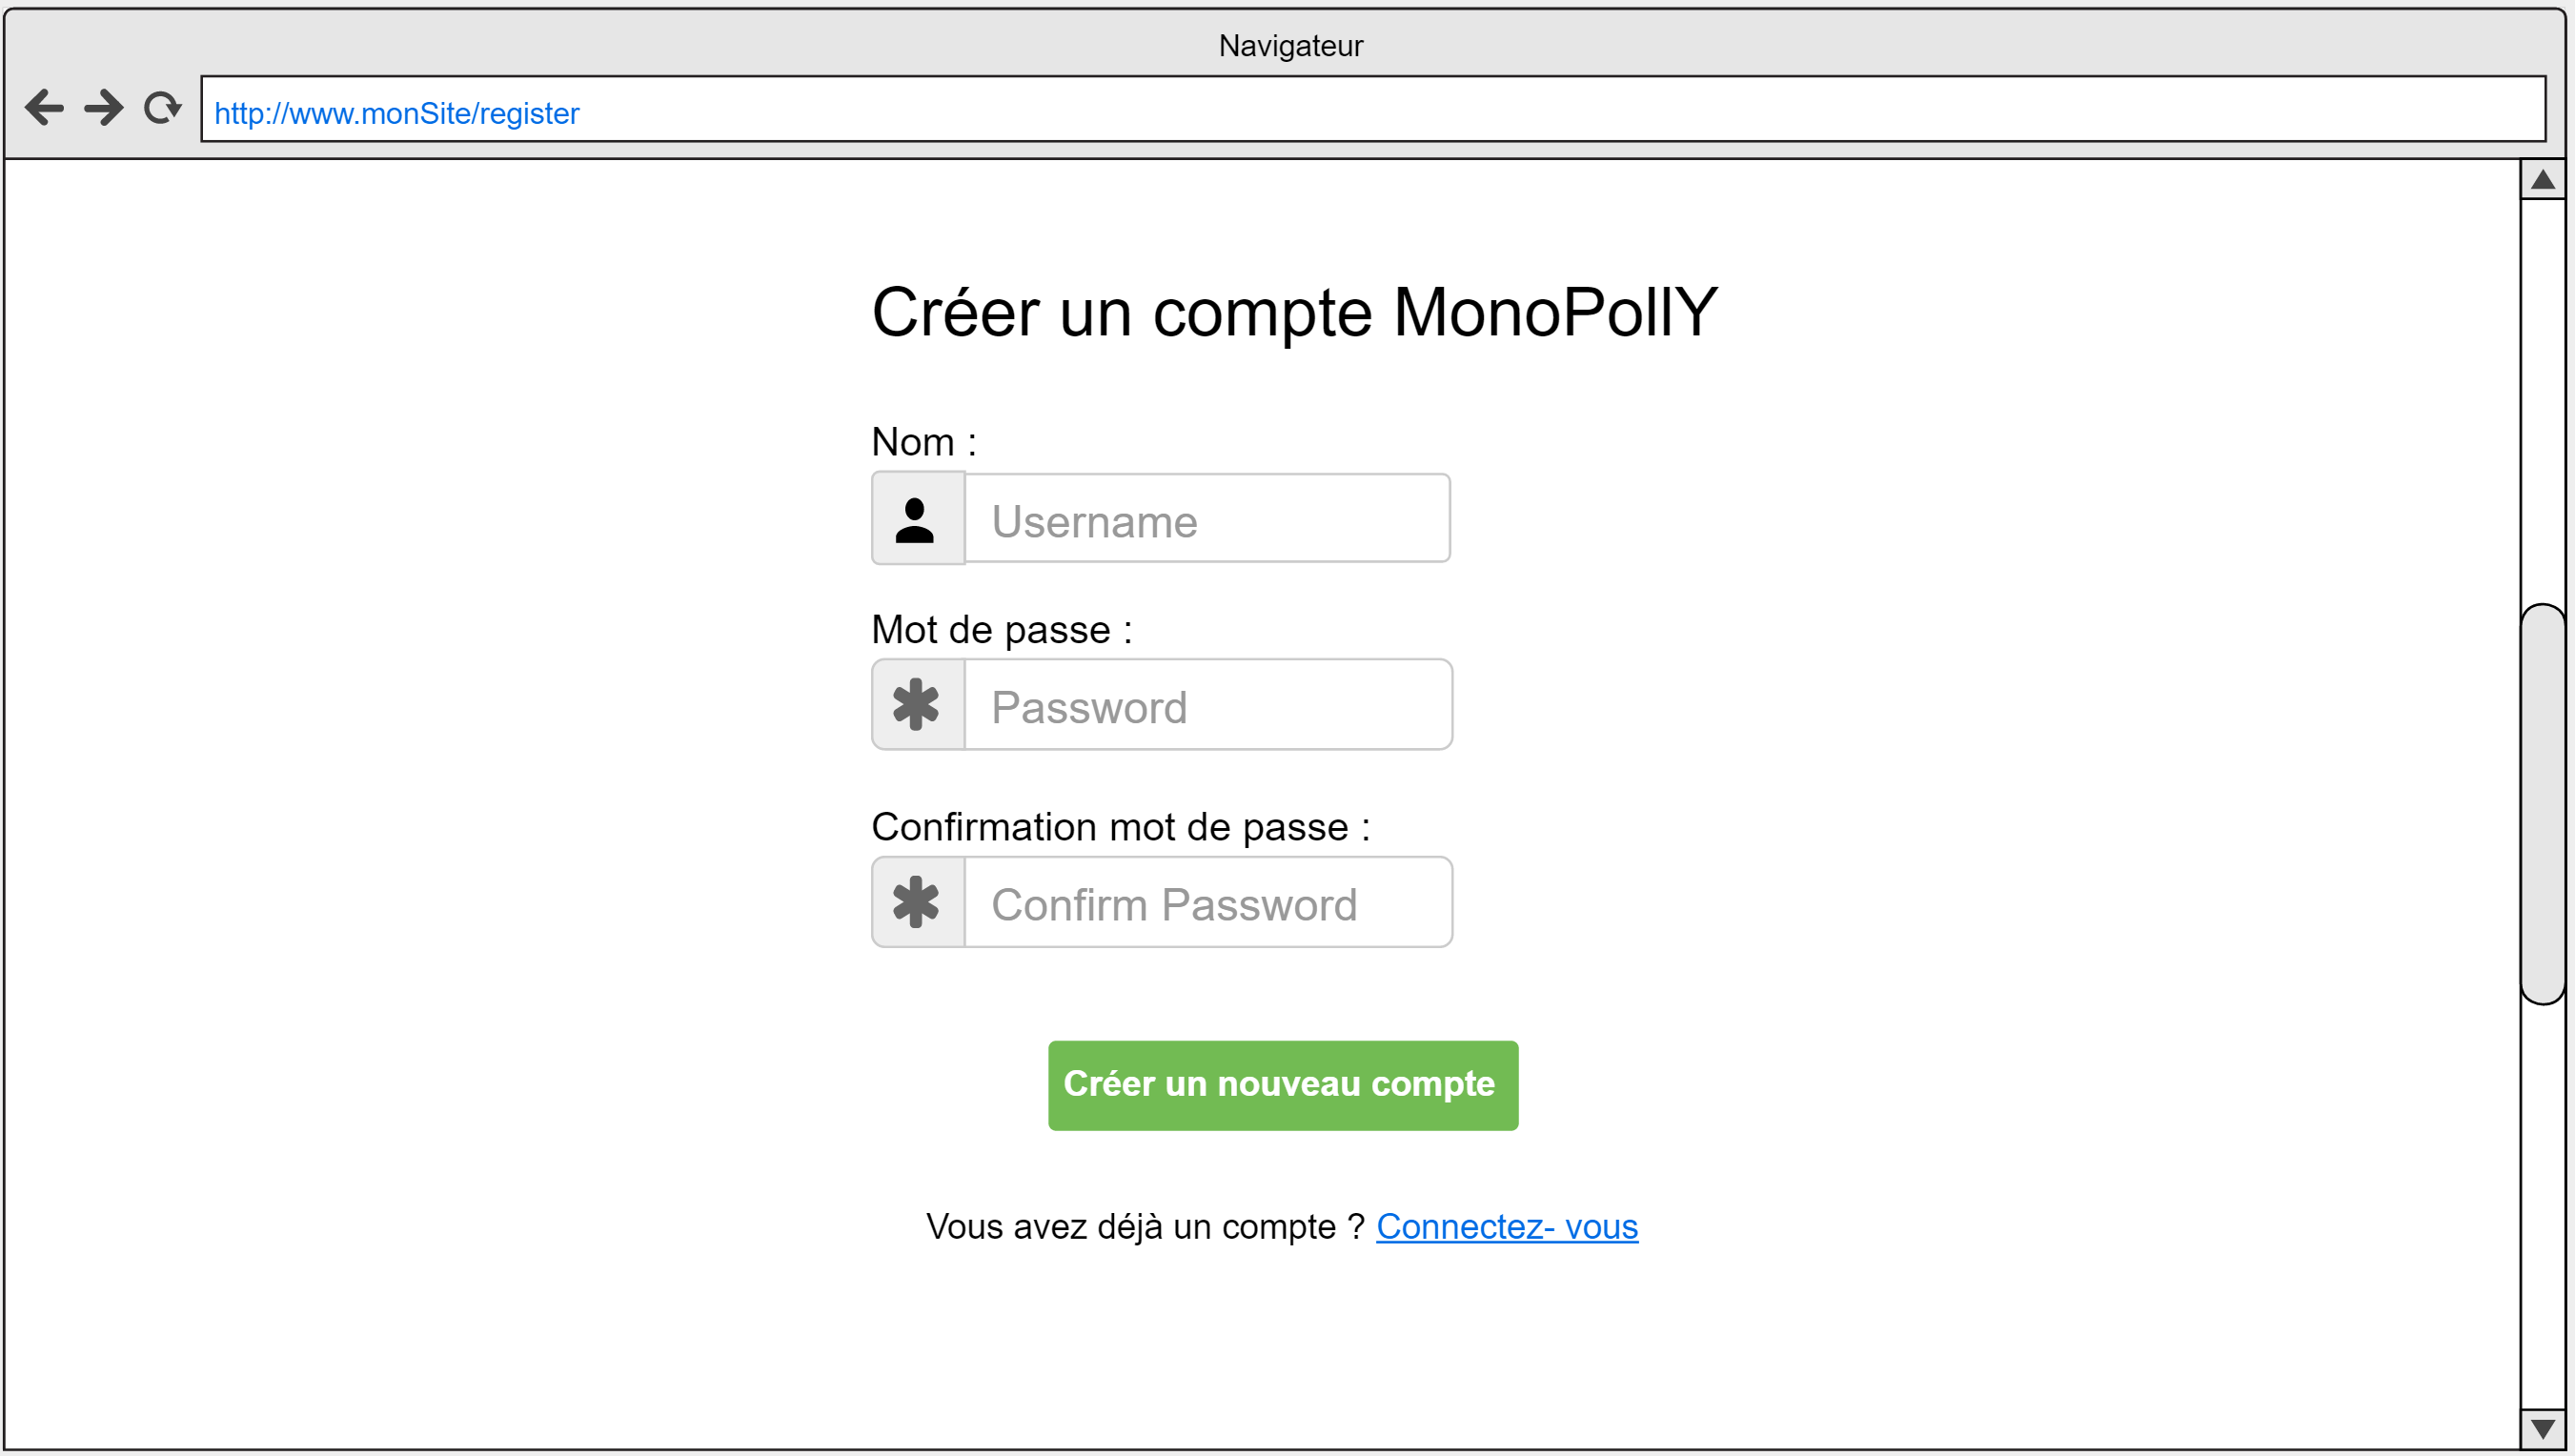 Navigateur
http://www.monSite/register
Créer un compte MonoPollY
Nom :
Username
Mot de passe :
Password
Confirmation mot de passe :
Confirm Password
Créer un nouveau compte
Vous avez déjà un compte ? Connectez- vous